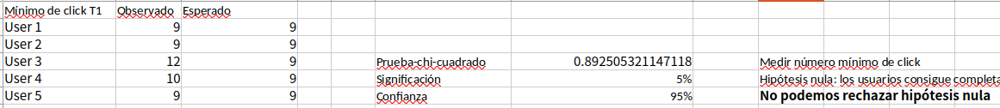 Mínimo de click T1 Observado Esperado
User 1 9 9
User 2 9 9
User 3 12 9 Prueba-chi-cuadrado 0.892505321147118 Medir número mínimo de click
User 4 10 9 Significación 5% Hipótesis nula: los usuarios consigue completa
User 5 9 9 Confianza 95% No podemos rechazar hipótesis nula